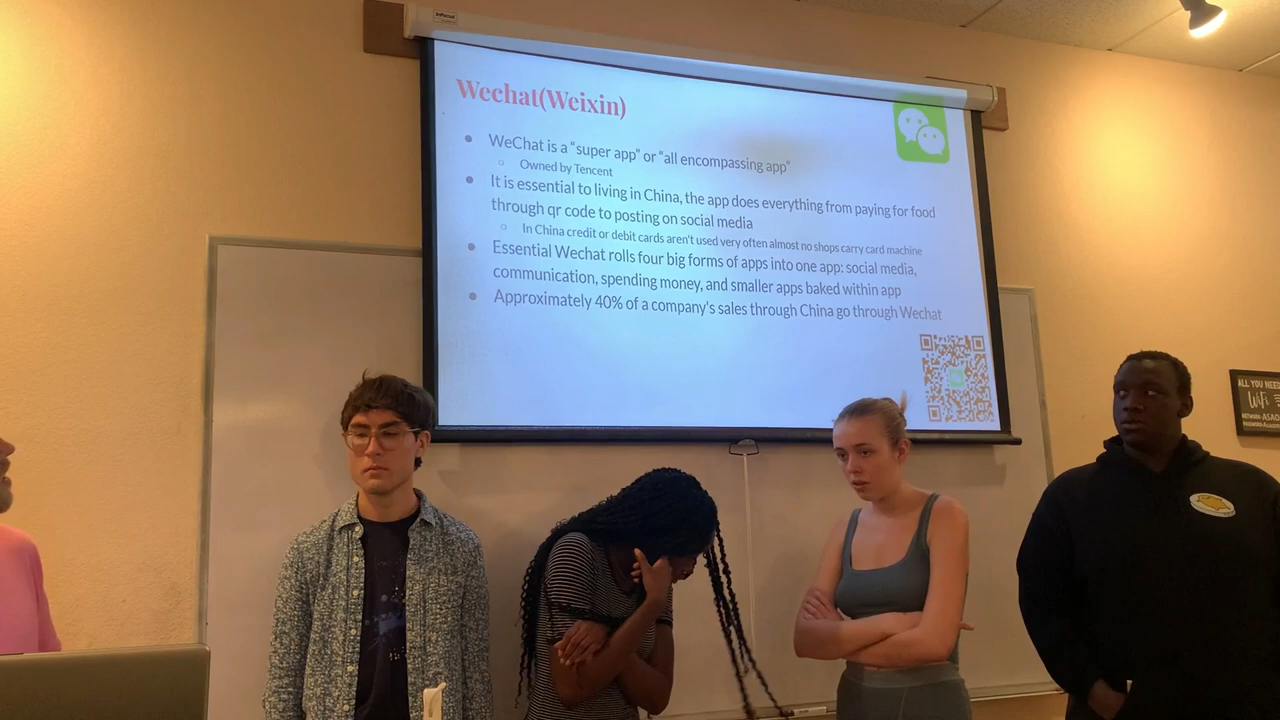 InFocus
Wechat(Weixin)
● WeChat is a “super app” or “all encompassing app”
○ Owned by Tencent
● It is essential to living in China, the app does everything from paying for food
through qr code to posting on social media
○ In China credit or debit cards aren't used very often almost no shops carry card machine
● Essential Wechat rolls four big forms of apps into one app: social media,
communication, spending money, and smaller apps baked within app
● Approximately 40% of a company's sales through China go through Wechat
ALL YOU NEED
WiFi